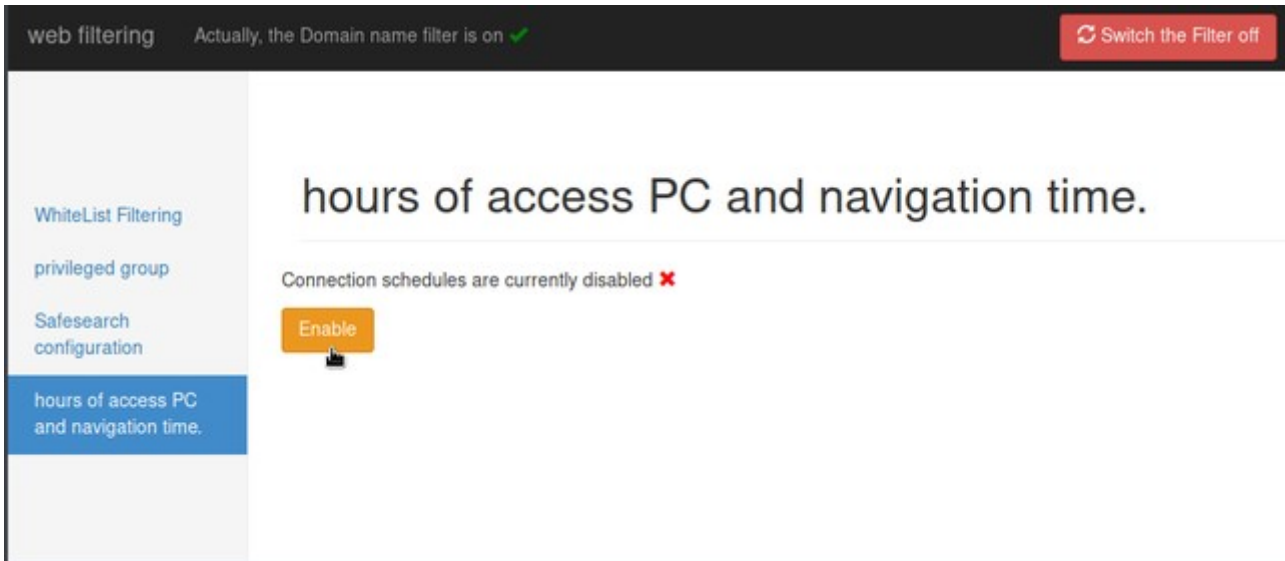 web filtering
Actually, the Domain name filter is on
Switch the Filter off
WhiteList Filtering
privileged group
Safesearch
configuration
hours of access PC
and navigation time.
hours of access PC and navigation time.
Connection schedules are currently disabled
Enable